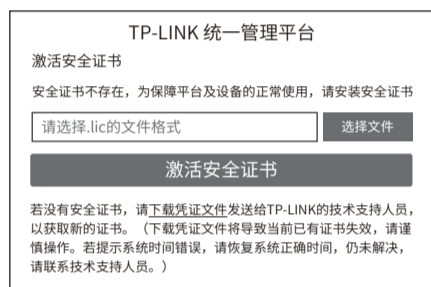 TP-LINK 统一管理平台
激活安全证书
安全证书不存在，为保障平台及设备的正常使用，请安装安全证书
请选择.lic的文件格式
选择文件
激活安全证书
若没有安全证书，请下载凭证文件发送给TP-LINK的技术支持人员，
以获取新的证书。（下载凭证文件将导致当前已有证书失效，请谨
慎操作。若提示系统时间错误，请恢复系统正确时间，仍未解决，
请联系技术支持人员。）